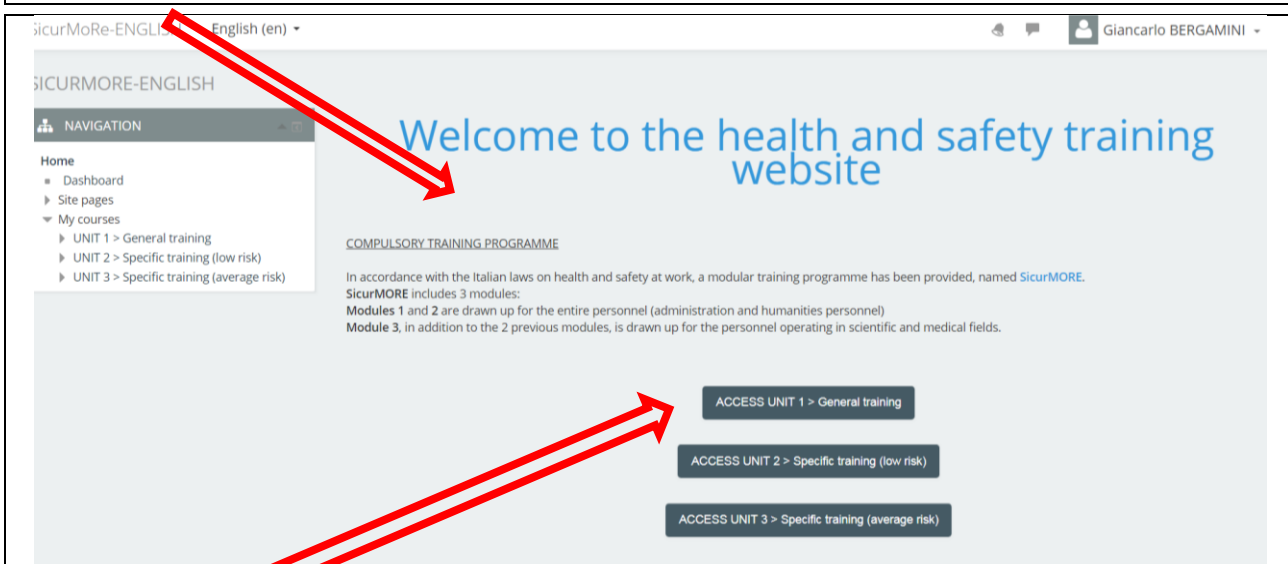 SicurMoRe-ENGLISH English (en)
Giancarlo BERGAMINI
SICURMORE-ENGLISH
NAVIGATION
Home
Dashboard
Site pages
My courses
UNIT 1 > General training
UNIT 2 > Specific training (low risk)
UNIT 3 > Specific training (average risk)
Welcome to the health and safety training
website
COMPULSORY TRAINING PROGRAMME
In accordance with the Italian laws on health and safety at work, a modular training programme has been provided, named SicurMORE.
SicurMORE includes 3 modules:
Modules 1 and 2 are drawn up for the entire personnel (administration and humanities personnel)
Module 3, in addition to the 2 previous modules, is drawn up for the personnel operating in scientific and medical fields.
ACCESS UNIT 1 > General training
ACCESS UNIT 2 > Specific training (low risk)
ACCESS UNIT 3 > Specific training (average risk)